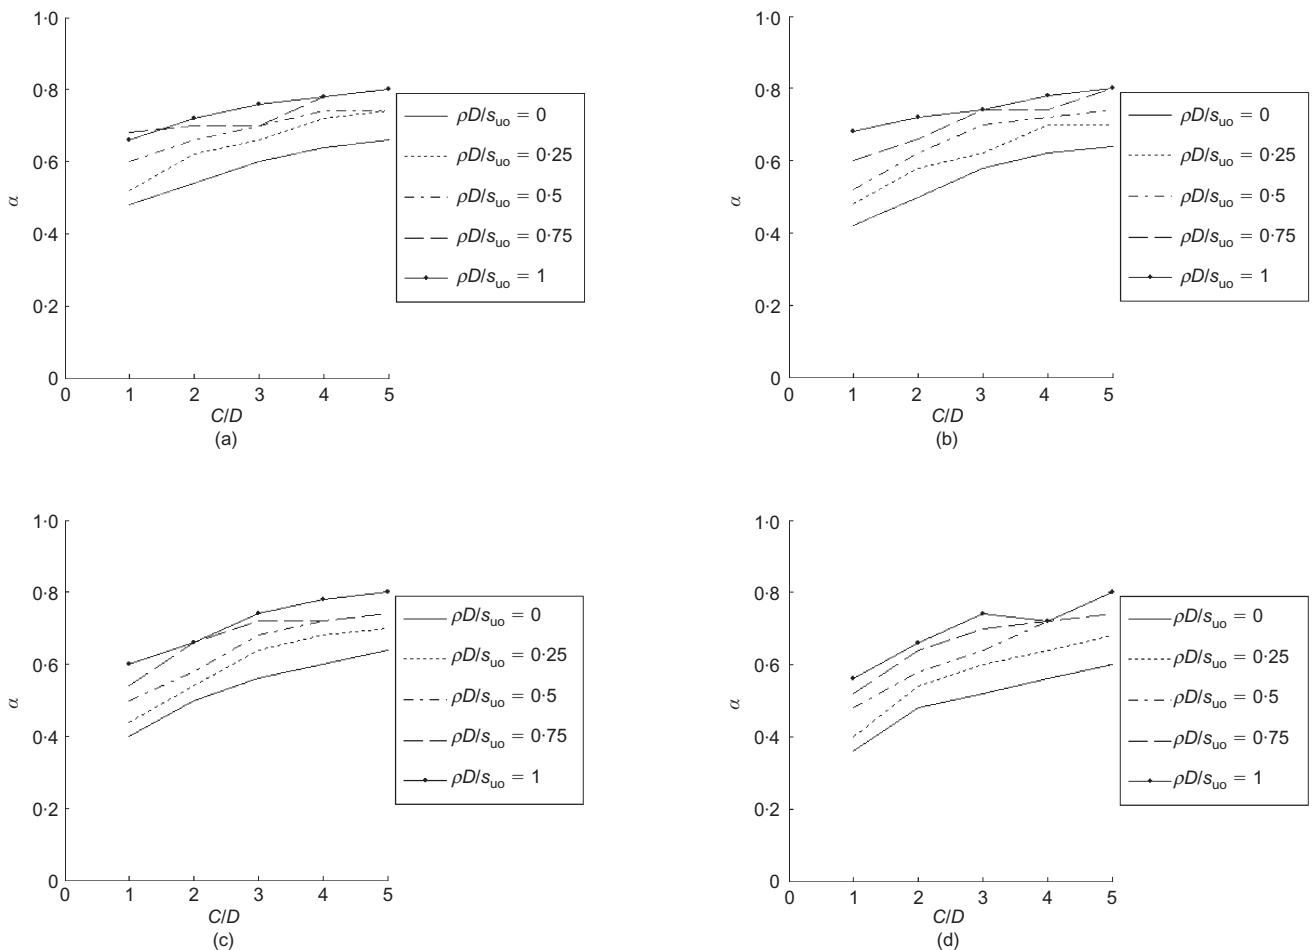 1·0
0·8
0·6
0·4
0·2
0
α
0 1 2 3 4 5
C/D
(a)
ρD/s_uo = 0
ρD/s_uo = 0·25
ρD/s_uo = 0·5
ρD/s_uo = 0·75
ρD/s_uo = 1
1·0
0·8
0·6
0·4
0·2
0
α
0 1 2 3 4 5
C/D
(b)
ρD/s_uo = 0
ρD/s_uo = 0·25
ρD/s_uo = 0·5
ρD/s_uo = 0·75
ρD/s_uo = 1
1·0
0·8
0·6
0·4
0·2
0
α
0 1 2 3 4 5
C/D
(c)
ρD/s_uo = 0
ρD/s_uo = 0·25
ρD/s_uo = 0·5
ρD/s_uo = 0·75
ρD/s_uo = 1
1·0
0·8
0·6
0·4
0·2
0
α
0 1 2 3 4 5
C/D
(d)
ρD/s_uo = 0
ρD/s_uo = 0·25
ρD/s_uo = 0·5
ρD/s_uo = 0·75
ρD/s_uo = 1